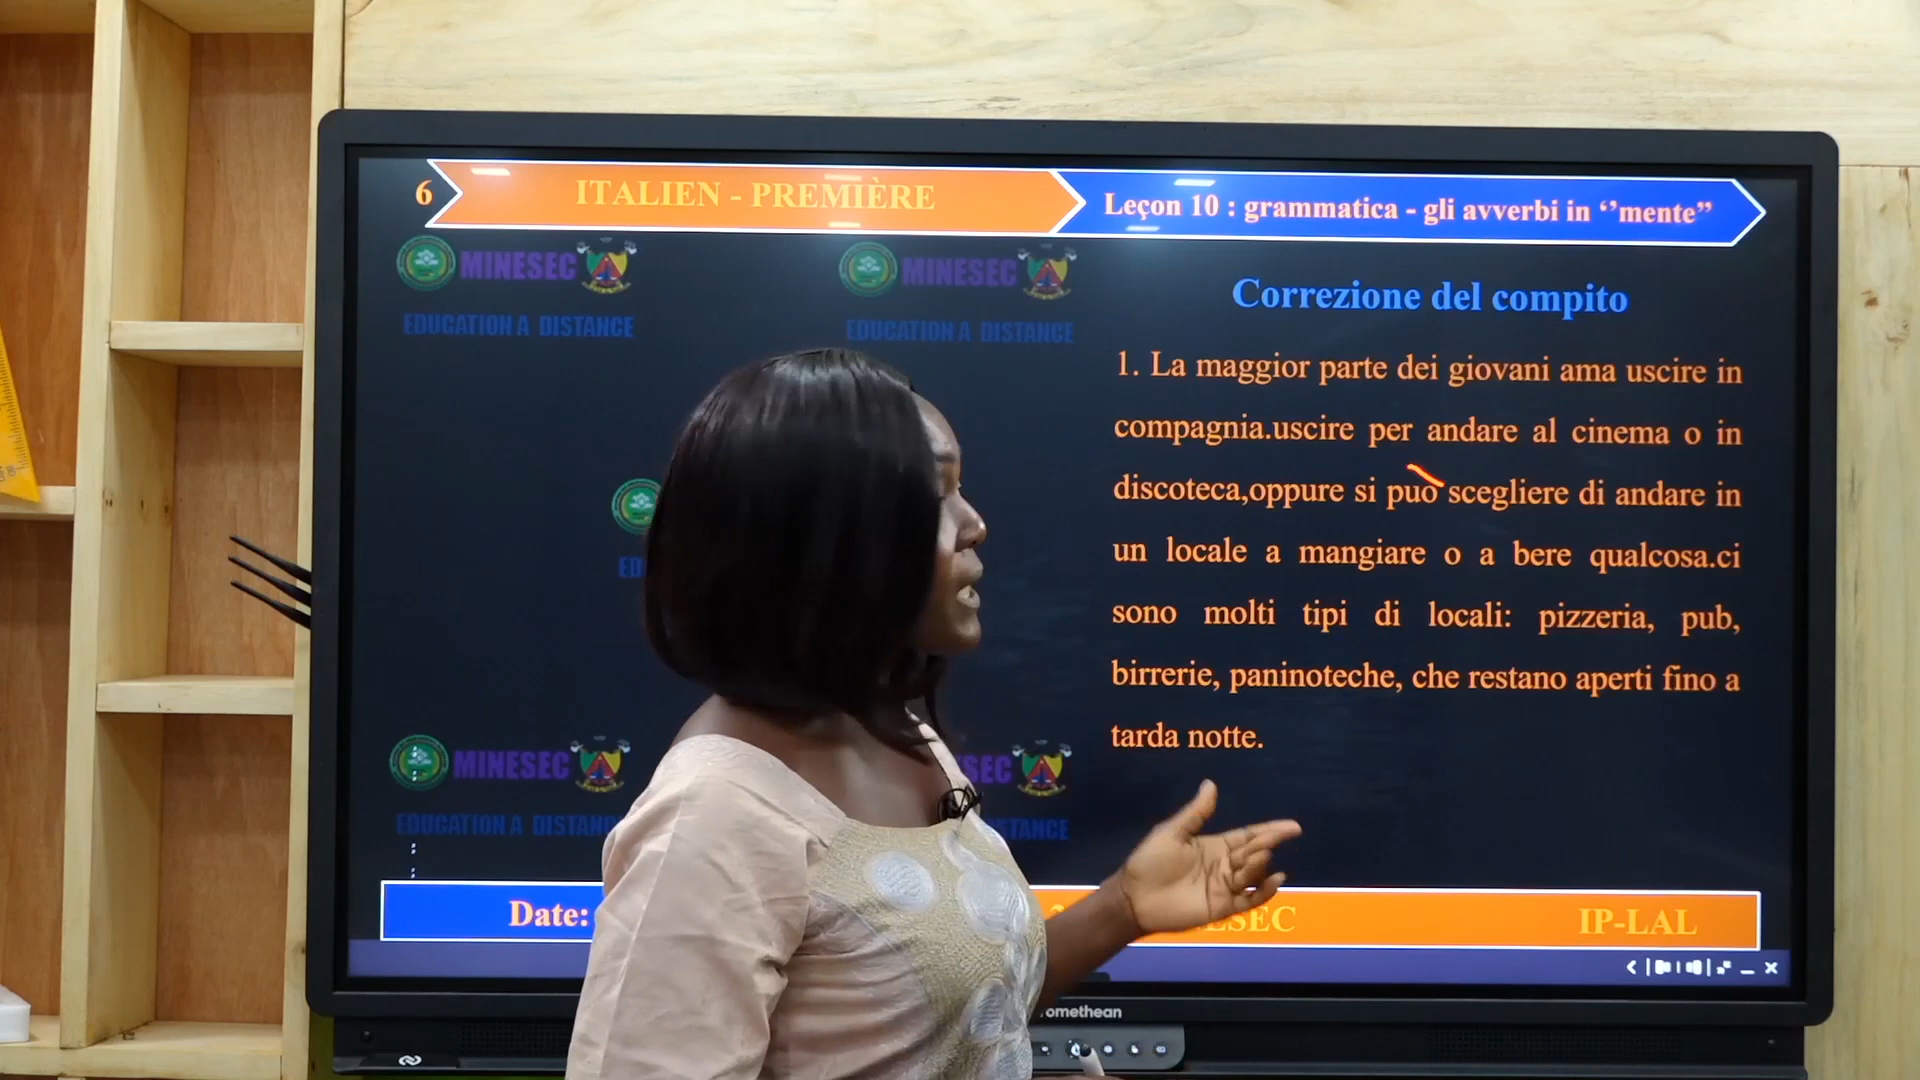 6
ITALIEN - PREMIÈRE
Leçon 10 : grammatica - gli avverbi in ‘’mente”
MINESEC
EDUCATION A DISTANCE
MINESEC
EDUCATION A DISTANCE
Correzione del compito
1. La maggior parte dei giovani ama uscire in
compagnia.uscire per andare al cinema o in
discoteca,oppure si può scegliere di andare in
un locale a mangiare o a bere qualcosa.ci
sono molti tipi di locali: pizzeria, pub,
birrerie, paninoteche, che restano aperti fino a
tarda notte.
MINESEC
EDUCATION A
Date:
IP-LAL